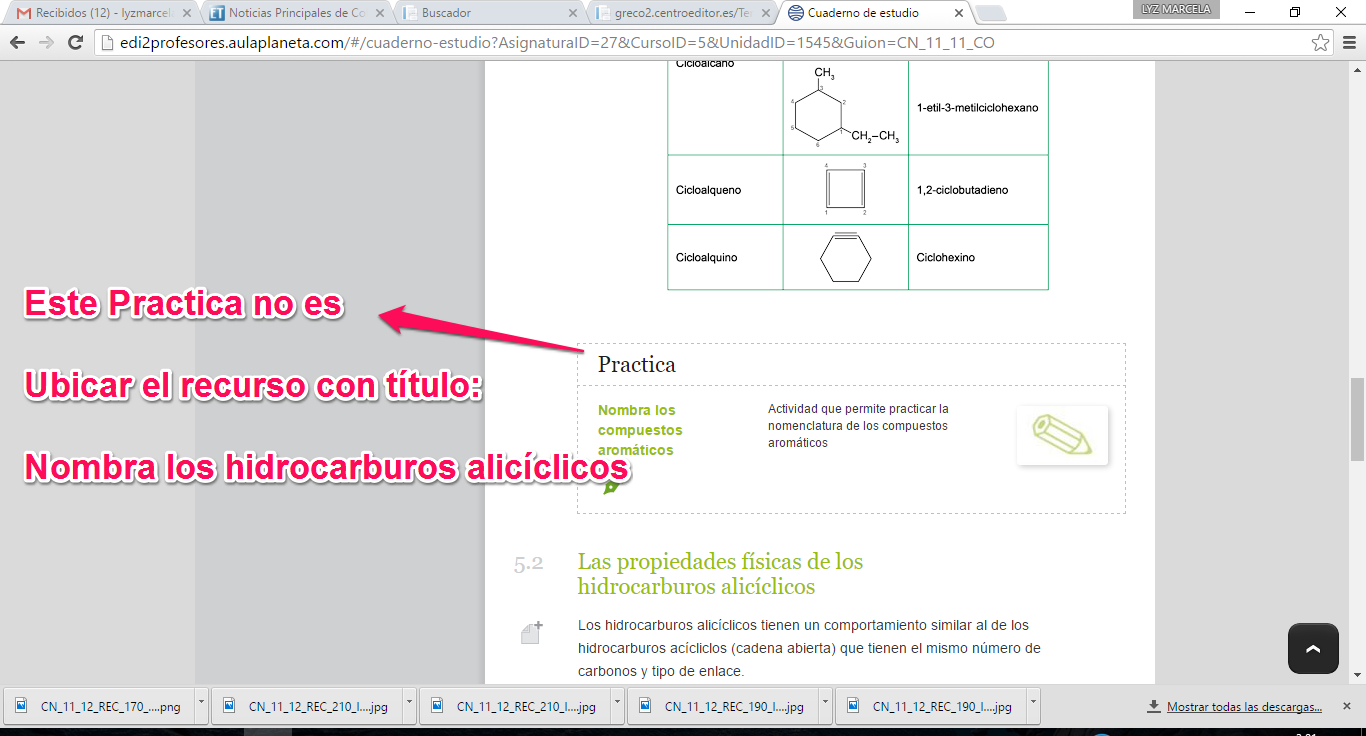 Recibidos (12) - lyzmarcel
Noticias Principales de Co
Buscador
greco2.centroeditor.es/Te
Cuaderno de estudio
LYZ MARCELA
edi2profesores.aulaplaneta.com/#/cuaderno-estudio?AsignaturaID=27&CursoID=5&UnidadID=1545&Guion=CN_11_11_CO
Cicloalcano
CH3
3
4
2
5
1
6
CH2–CH3
1-etil-3-metilciclohexano
Cicloalqueno
4 3
1 2
1,2-ciclobutadieno
Cicloalquino
Ciclohexino
Este Practica no es
Ubicar el recurso con título:
Nombra los hidrocarburos alicíclicos
Practica
Nombra los
compuestos
aromáticos
Actividad que permite practicar la
nomenclatura de los compuestos
aromáticos
5.2
Las propiedades físicas de los
hidrocarburos alicíclicos
Los hidrocarburos alicíclicos tienen un comportamiento similar al de los
hidrocarburos acícliclos (cadena abierta) que tienen el mismo número de
carbonos y tipo de enlace.
CN_11_12_REC_170_....png
CN_11_12_REC_210_I....jpg
CN_11_12_REC_210_I....jpg
CN_11_12_REC_190_I....jpg
CN_11_12_REC_190_I....jpg
Mostrar todas las descargas...